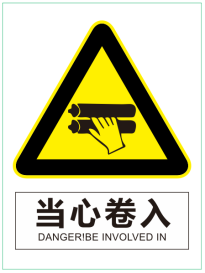 当心卷入
DANGER!BE INVOLVED IN